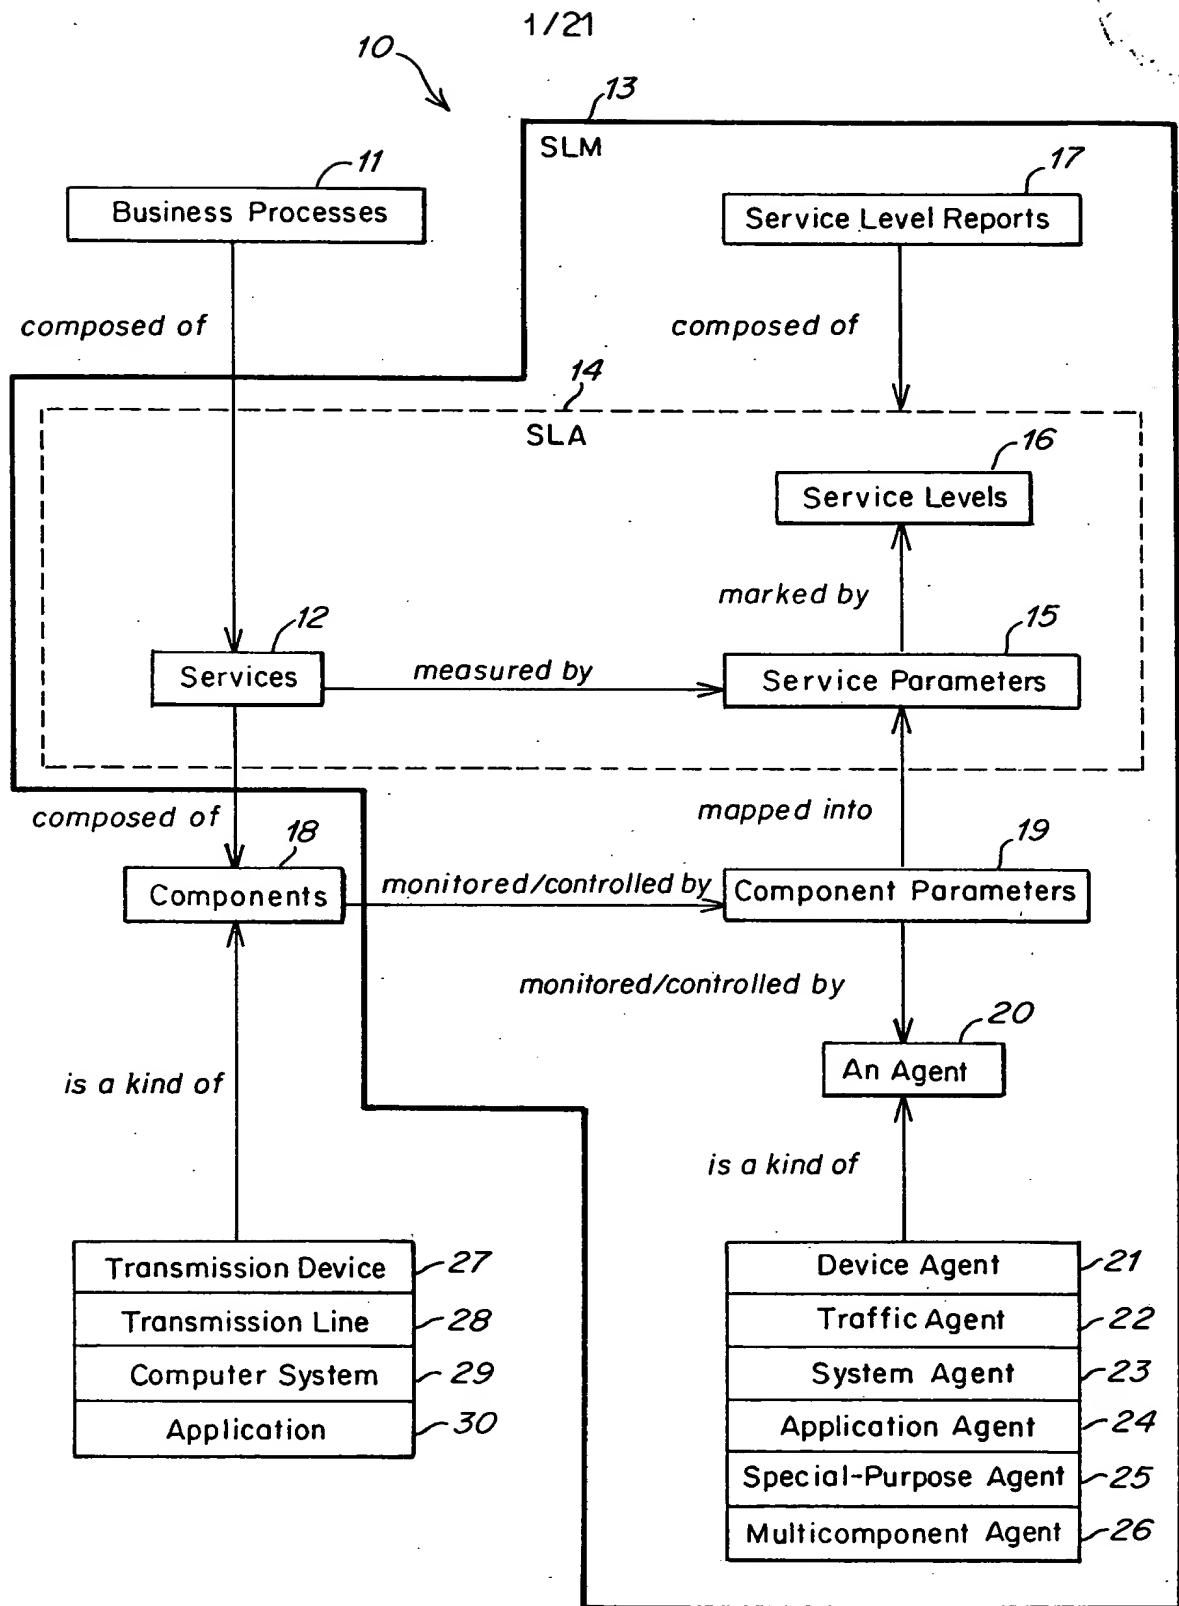 1/21
10
13
SLM
11
Business Processes
17
Service Level Reports
composed of
composed of
14
SLA
16
Service Levels
marked by
12
Services
measured by
15
Service Parameters
composed of
mapped into
18
Components
monitored/controlled by
19
Component Parameters
monitored/controlled by
20
An Agent
is a kind of
is a kind of
Transmission Device 27
Transmission Line 28
Computer System 29
Application 30
Device Agent 21
Traffic Agent 22
System Agent 23
Application Agent 24
Special-Purpose Agent 25
Multicomponent Agent 26